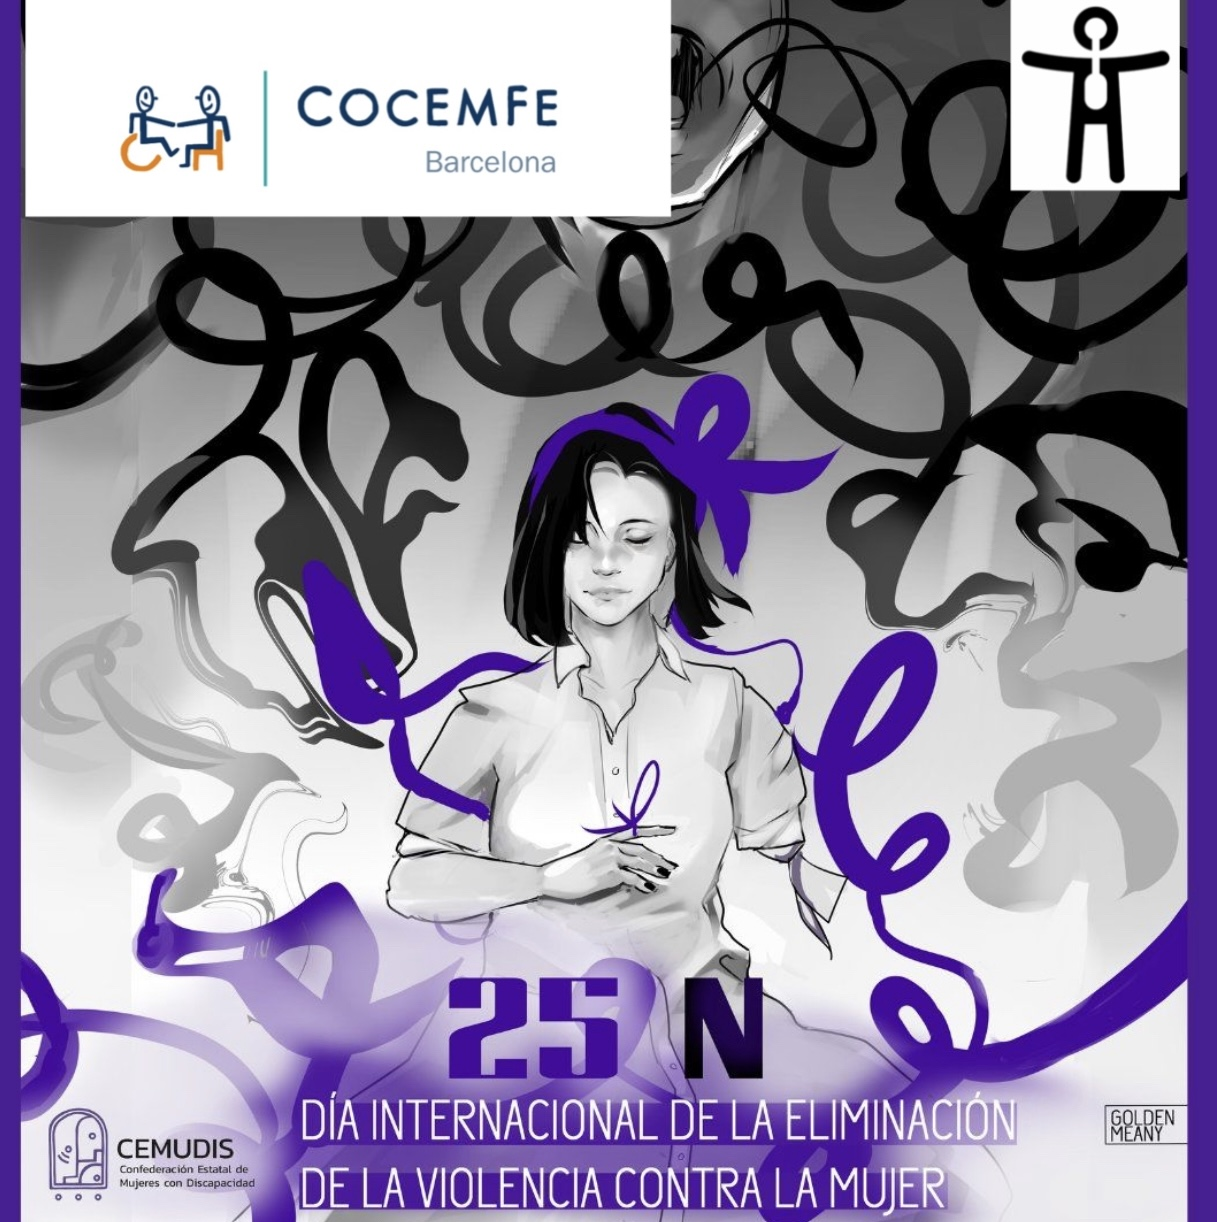 COCEMFE
Barcelona
25 N
DÍA INTERNACIONAL DE LA ELIMINACIÓN
DE LA VIOLENCIA CONTRA LA MUJER
CEMUDIS
Confederación Estatal de
Mujeres con Discapacidad
GOLDEN
MEANY